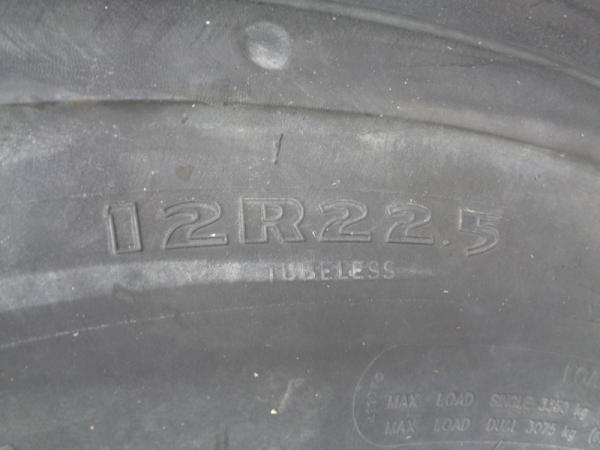 12R22.5
TUBELESS
MAX LOAD SINGLE 3350 kg
MAX LOAD DUAL 3075 kg